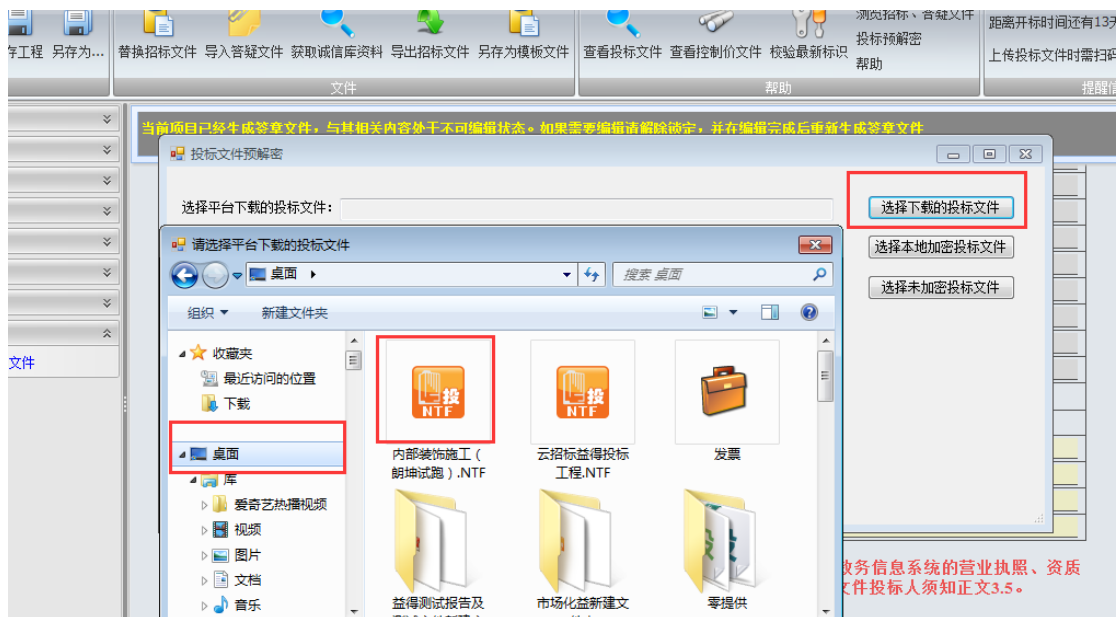 浏览招标、答疑文件
距离开标时间还有13天
存工程 另存为... 替换招标文件 导入答疑文件 获取诚信库资料 导出招标文件 另存为模板文件 查看投标文件 查看控制价文件 校验最新标识
投标预解密
帮助
上传投标文件时需扫码
文件
帮助
提醒信
当前项目已经生成签章文件，与其相关内容处于不可编辑状态。如果需要编辑请解除锁定，并在编辑完成后重新生成签章文件
投标文件预解密
选择平台下载的投标文件：
选择下载的投标文件
选择本地加密投标文件
选择未加密投标文件
请选择平台下载的投标文件
桌面
搜索 桌面
组织
新建文件夹
文件
收藏夹
最近访问的位置
下载
桌面
库
爱奇艺热播视频
视频
图片
文档
音乐
投
NTF
内部装饰施工（
朗坤试跑）.NTF
投
NTF
云招标益得投标
工程.NTF
发票
益得测试报告及
市场化益新建文
零提供
政务信息系统的营业执照、资质
文件投标人须知正文3.5。